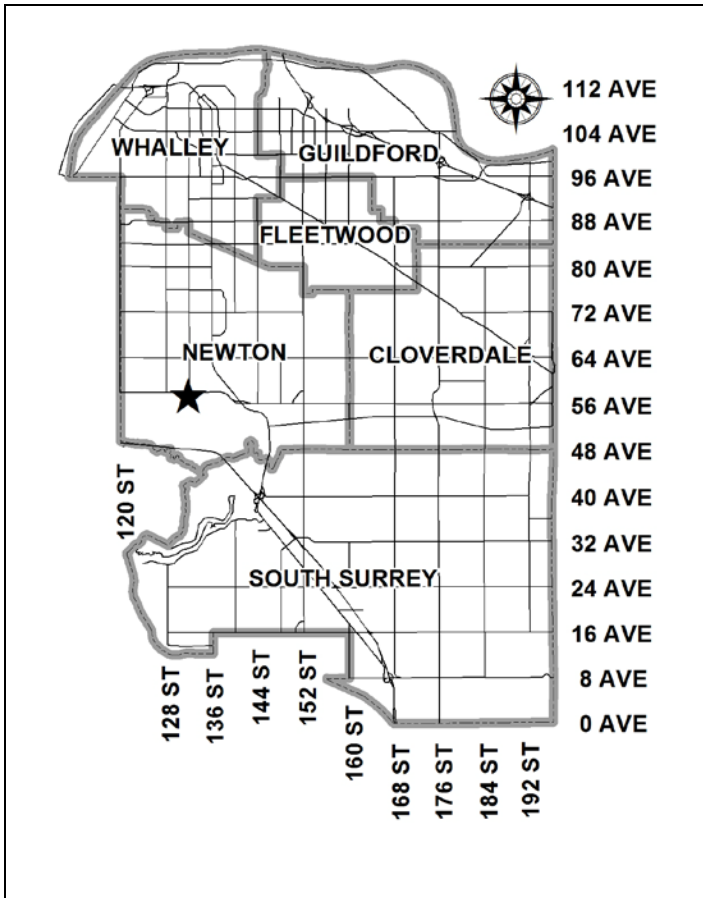 112 AVE
104 AVE
WHALLEY
GUILDFORD
96 AVE
88 AVE
FLEETWOOD
80 AVE
72 AVE
NEWTON
CLOVERDALE
64 AVE
56 AVE
48 AVE
120 ST
40 AVE
32 AVE
SOUTH SURREY
24 AVE
16 AVE
8 AVE
0 AVE
128 ST
136 ST
144 ST
152 ST
160 ST
168 ST
176 ST
184 ST
192 ST